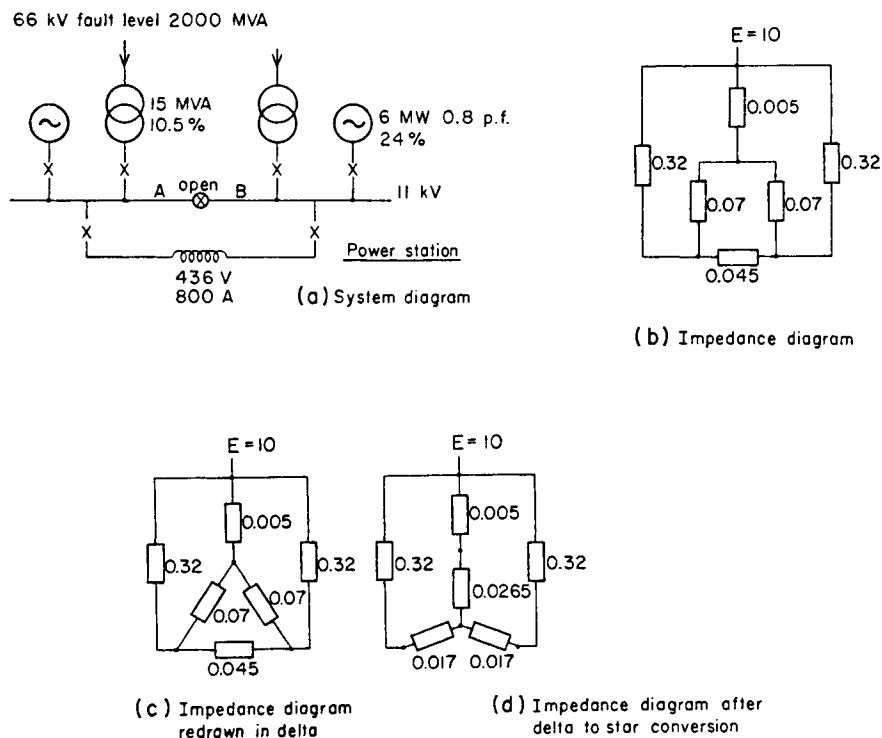 66 kV fault level 2000 MVA
15 MVA
10.5 %
6 MW 0.8 p.f.
24 %
A open B
11 kV
436 V
800 A
Power station
(a) System diagram
E = 10
0.005
0.32
0.32
0.07
0.07
0.045
(b) Impedance diagram
E = 10
0.005
0.32
0.32
0.07
0.07
0.045
(c) Impedance diagram
redrawn in delta
E = 10
0.005
0.32
0.32
0.0265
0.017
0.017
(d) Impedance diagram after
delta to star conversion